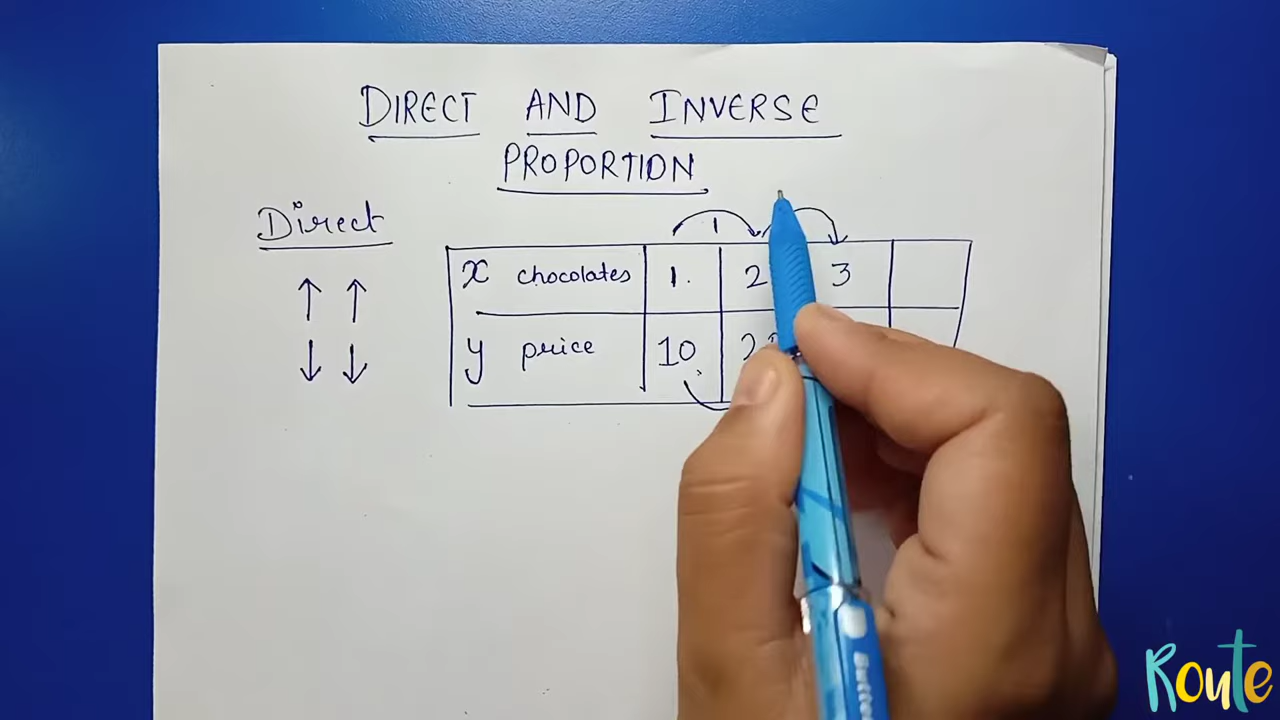 DIRECT AND INVERSE
PROPORTION
Direct
x chocolates 1. 2 3
1
y price 10
Route